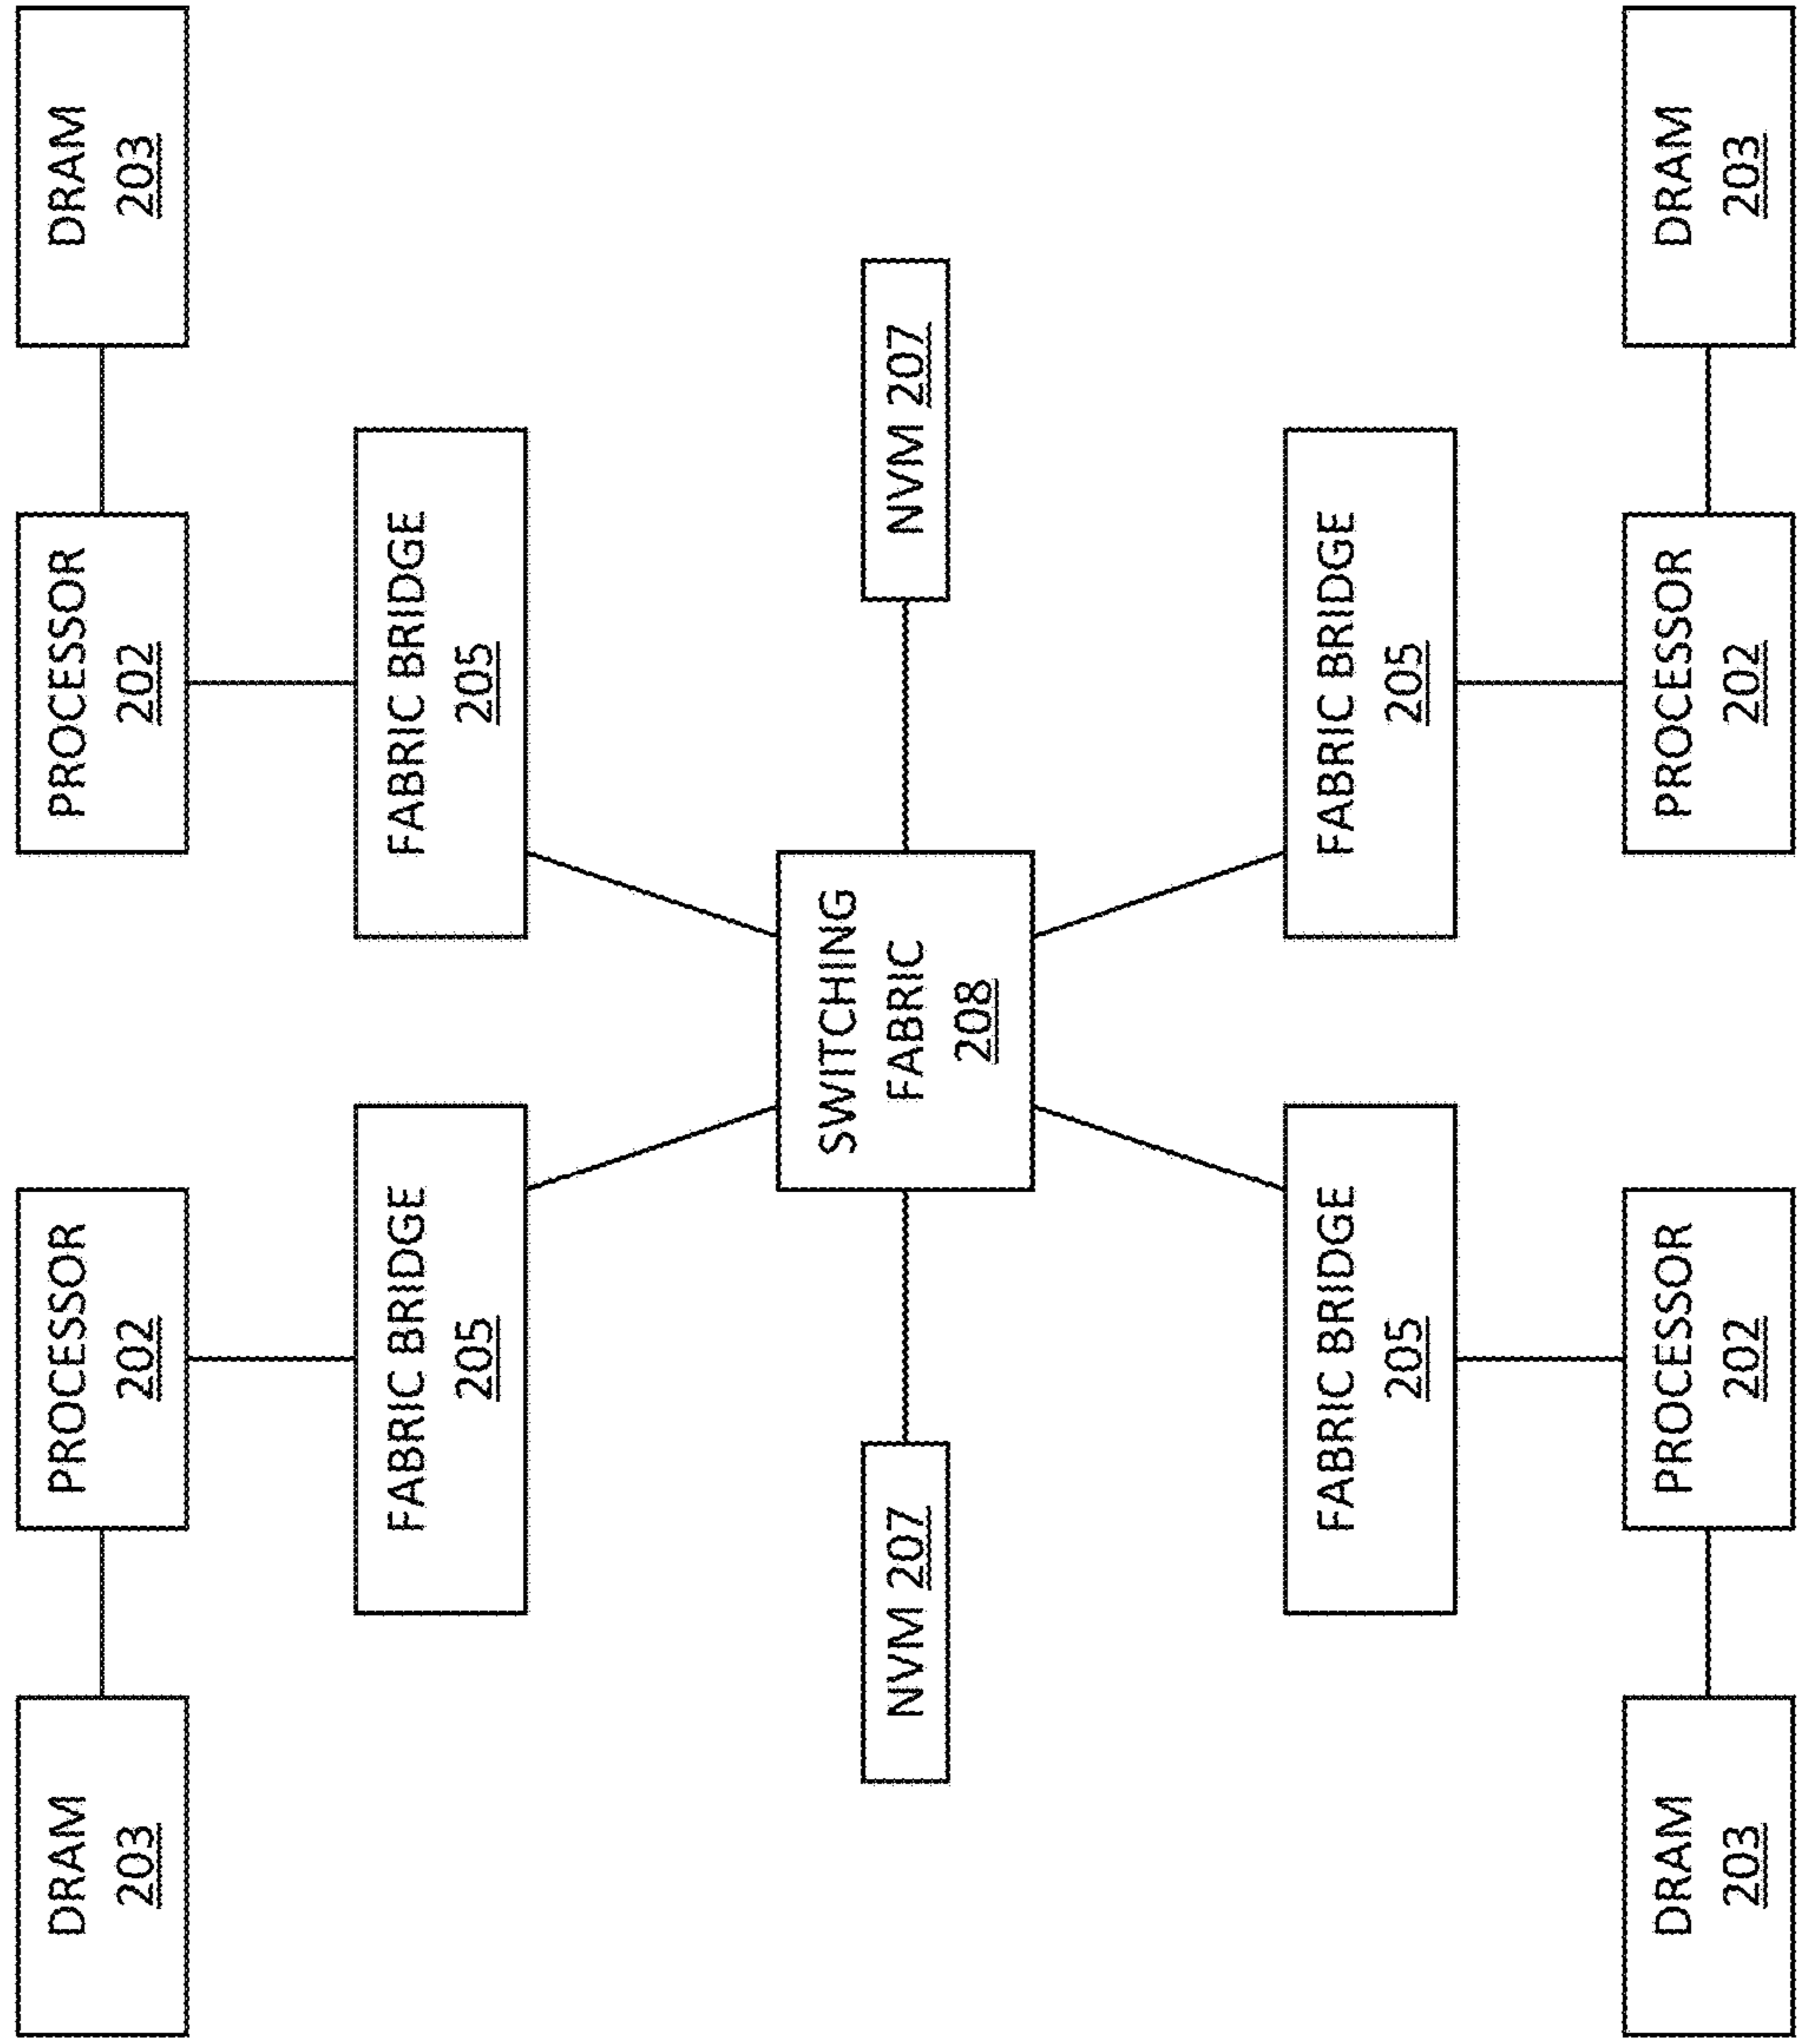 DRAM
203
PROCESSOR
202
PROCESSOR
202
DRAM
203
FABRIC BRIDGE
205
FABRIC BRIDGE
205
NVM 207
SWITCHING
FABRIC
208
NVM 207
FABRIC BRIDGE
205
FABRIC BRIDGE
205
DRAM
203
PROCESSOR
202
PROCESSOR
202
DRAM
203